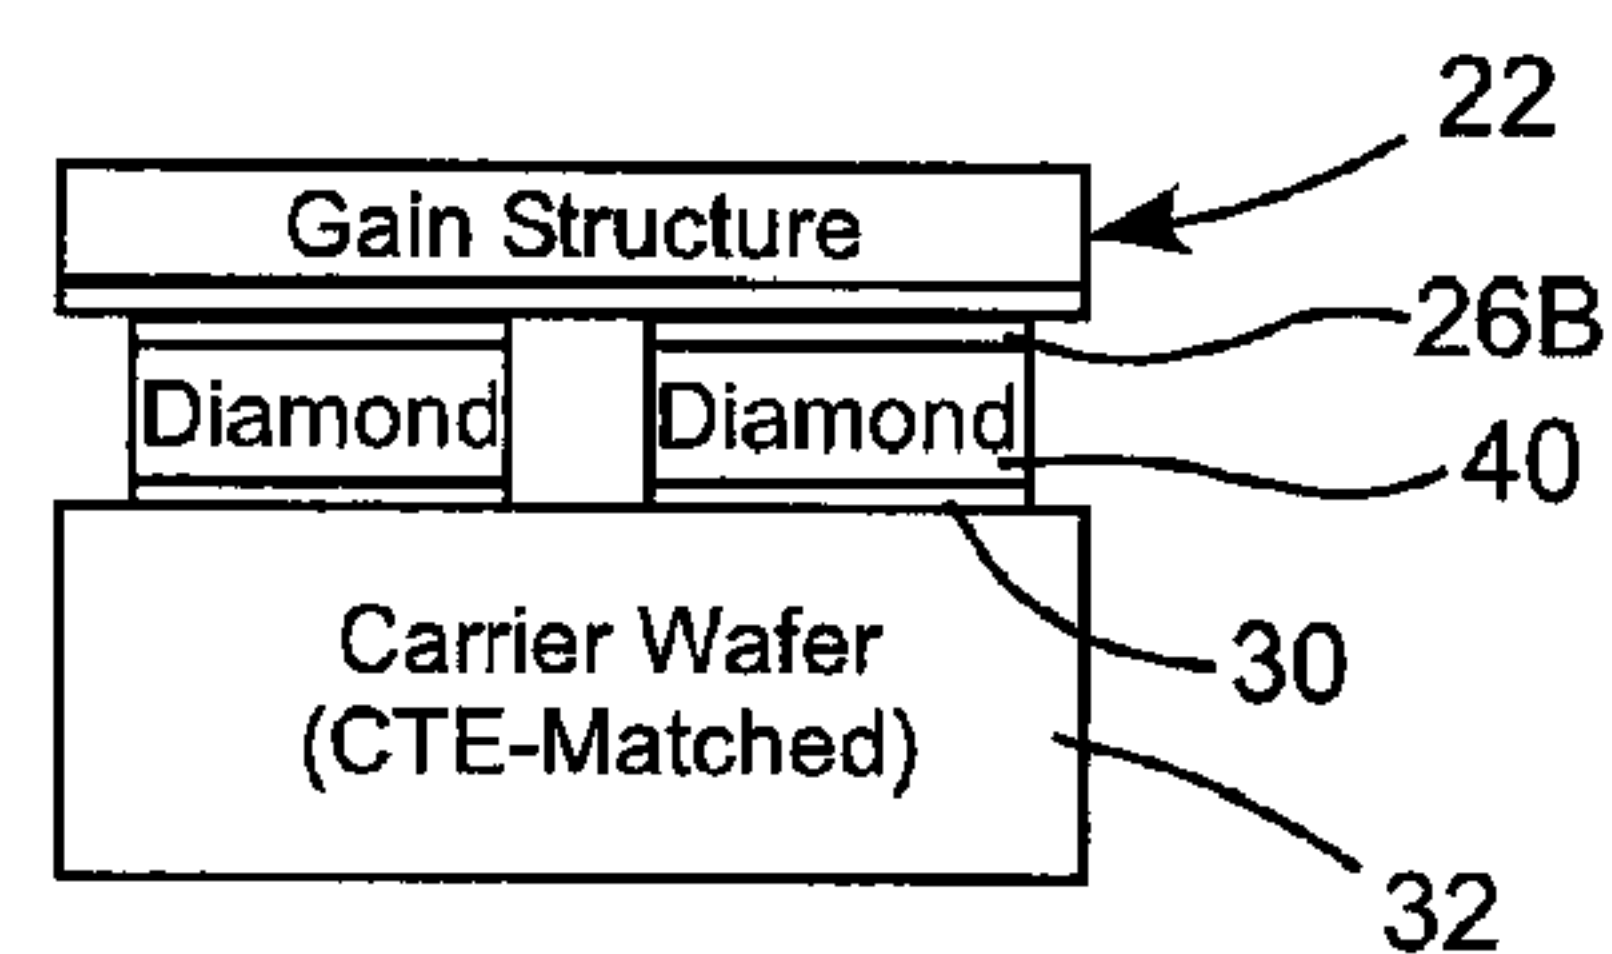 22
Gain Structure
26B
Diamond Diamond
40
30
Carrier Wafer
(CTE-Matched)
32